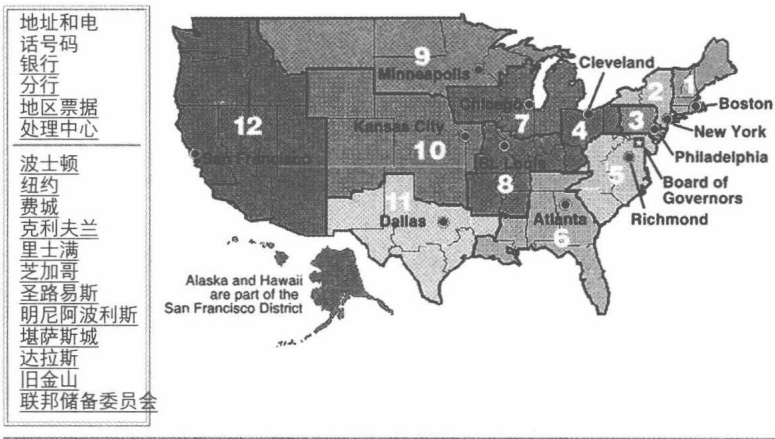 地址和电
话号码
银行
分行
地区票据
处理中心
波士顿
纽约
费城
克利夫兰
里士满
芝加哥
圣路易斯
明尼阿波利斯
堪萨斯城
达拉斯
旧金山
联邦储备委员会
9
Minneapolis
Cleveland
1
2
Boston
Chicago
7
3
New York
12
Kansas City
4
Philadelphia
San Francisco
10
St. Louis
Board of
Governors
8
5
11
Dallas
Atlanta
Richmond
6
Alaska and Hawaii
are part of the
San Francisco District